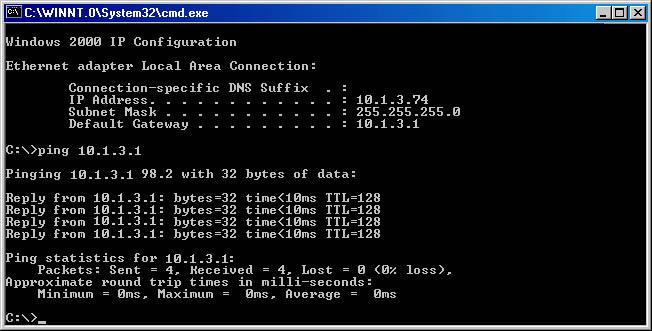 C:\WINNT.0\System32\cmd.exe
Windows 2000 IP Configuration
Ethernet adapter Local Area Connection:
Connection-specific DNS Suffix . :
IP Address. . . . . . . . . . . . : 10.1.3.74
Subnet Mask . . . . . . . . . . . : 255.255.255.0
Default Gateway . . . . . . . . . : 10.1.3.1
C:\>ping 10.1.3.1
Pinging 10.1.3.1 98.2 with 32 bytes of data:
Reply from 10.1.3.1: bytes=32 time<10ms TTL=128
Reply from 10.1.3.1: bytes=32 time<10ms TTL=128
Reply from 10.1.3.1: bytes=32 time<10ms TTL=128
Reply from 10.1.3.1: bytes=32 time<10ms TTL=128
Ping statistics for 10.1.3.1:
Packets: Sent = 4, Received = 4, Lost = 0 (0% loss),
Approximate round trip times in milli-seconds:
Minimum = 0ms, Maximum = 0ms, Average = 0ms
C:\>_